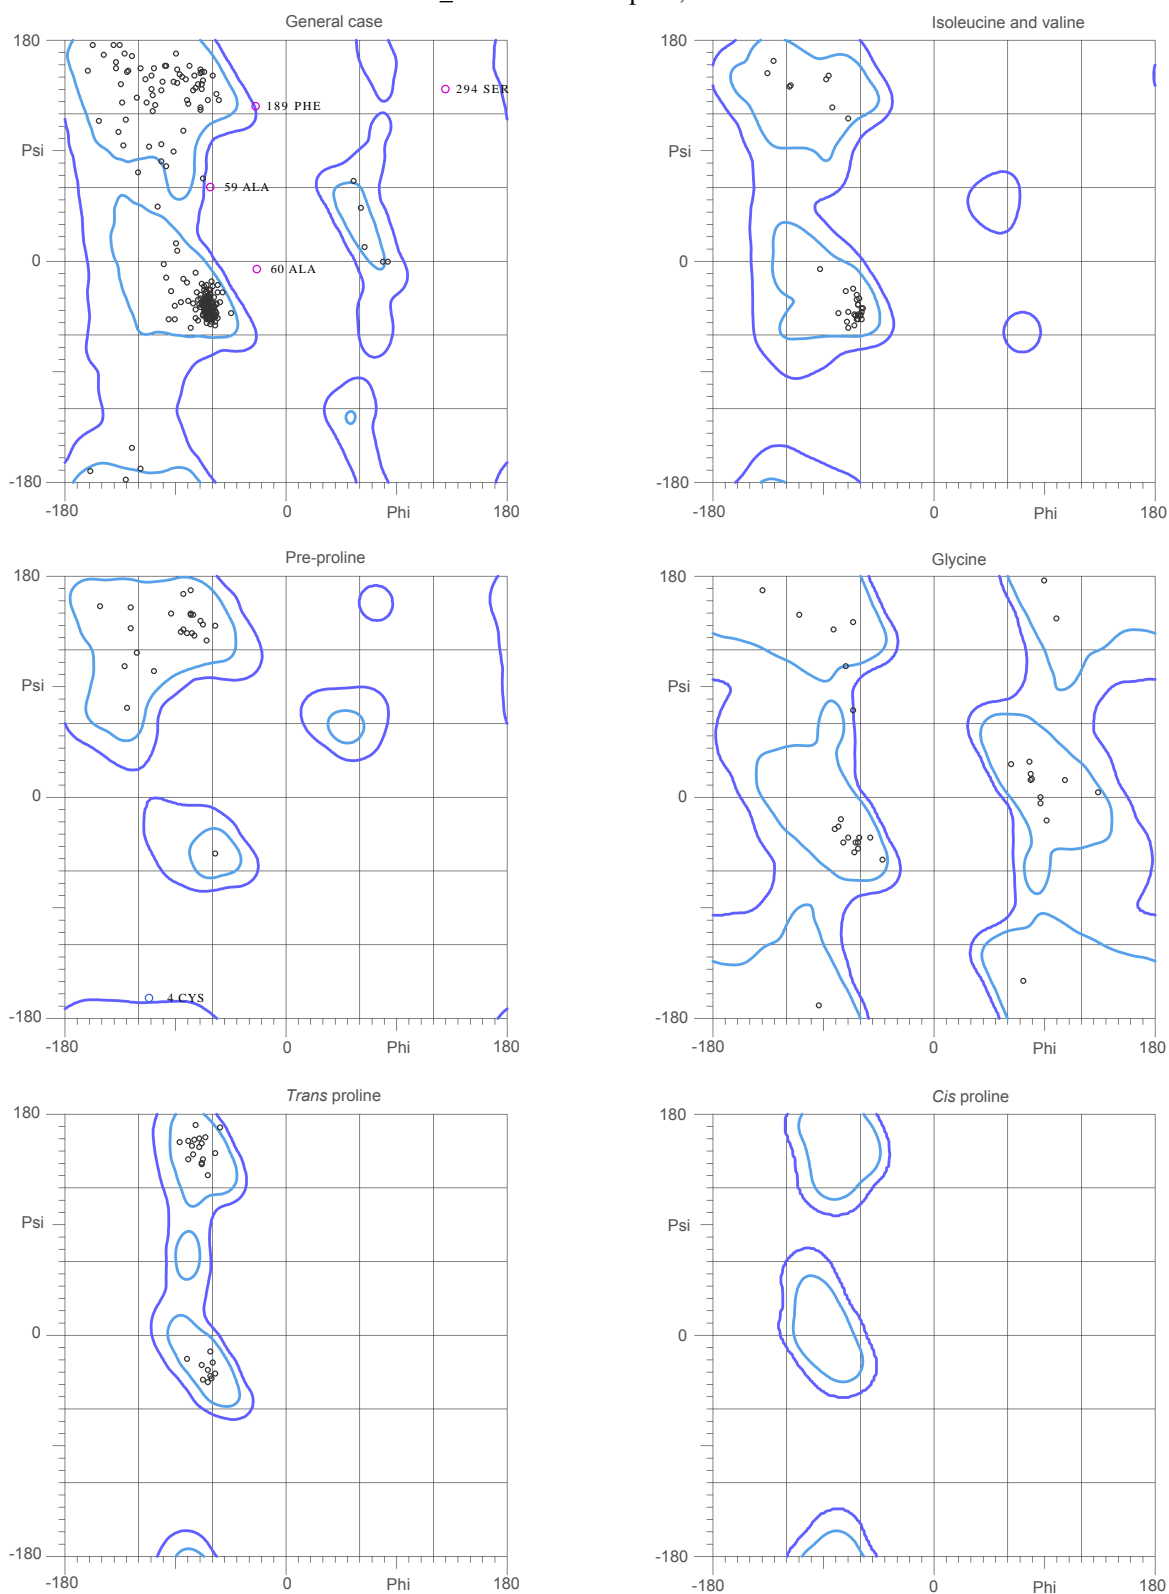 General case
Isoleucine and valine
180
294 SER
189 PHE
Psi
59 ALA
0
60 ALA
-180
-180
0
Phi
180
180
Psi
0
-180
-180
0
Phi
180
Pre-proline
Glycine
180
Psi
0
4 CYS
-180
-180
0
Phi
180
180
Psi
0
-180
-180
0
Phi
180
Trans proline
Cis proline
180
Psi
0
-180
-180
0
Phi
180
180
Psi
0
-180
-180
0
Phi
180